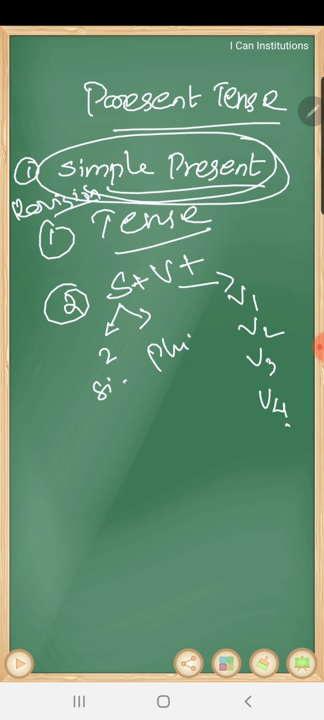 I Can Institutions
Present Tense
① Simple Present
Revision
① Tense
② S+V+ → V1
V2
2 V3
si. plu V4.